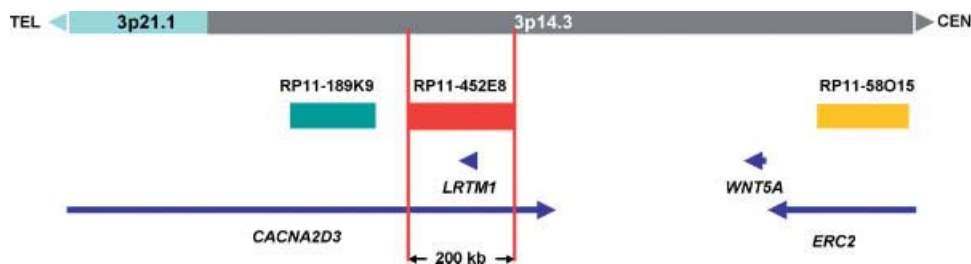 TEL 3p21.1 3p14.3 CEN
RP11-189K9 RP11-452E8 RP11-58O15
LRTM1 WNT5A
CACNA2D3 ERC2
200 kb